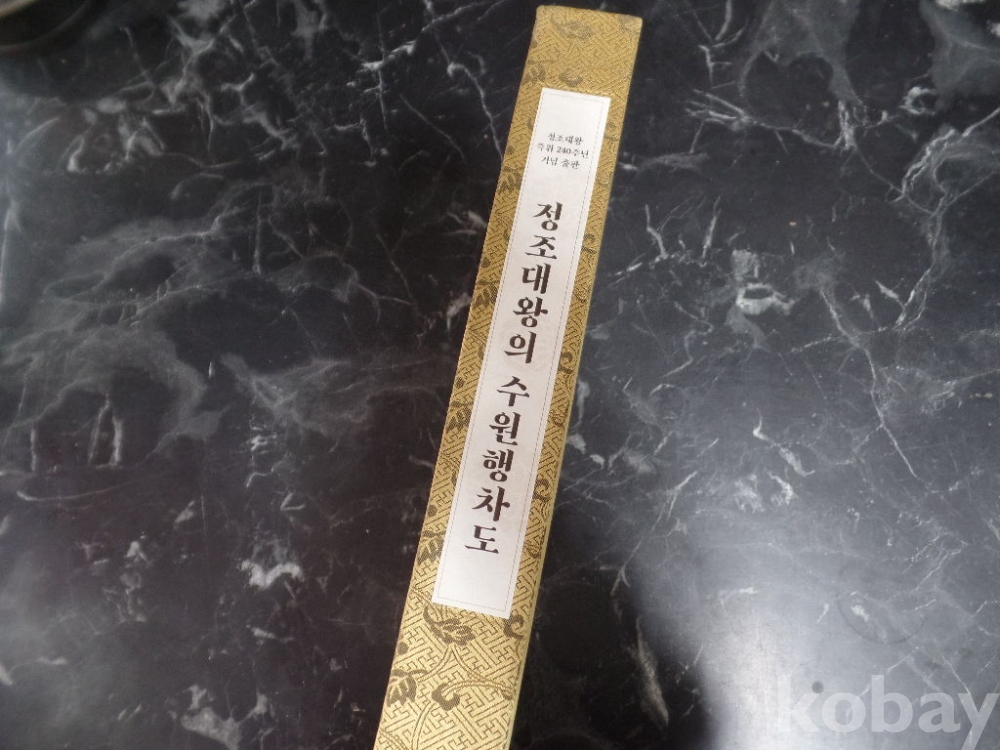 정조대왕
즉위 240주년
기념 출판
정조대왕의 수원행차도
kobay